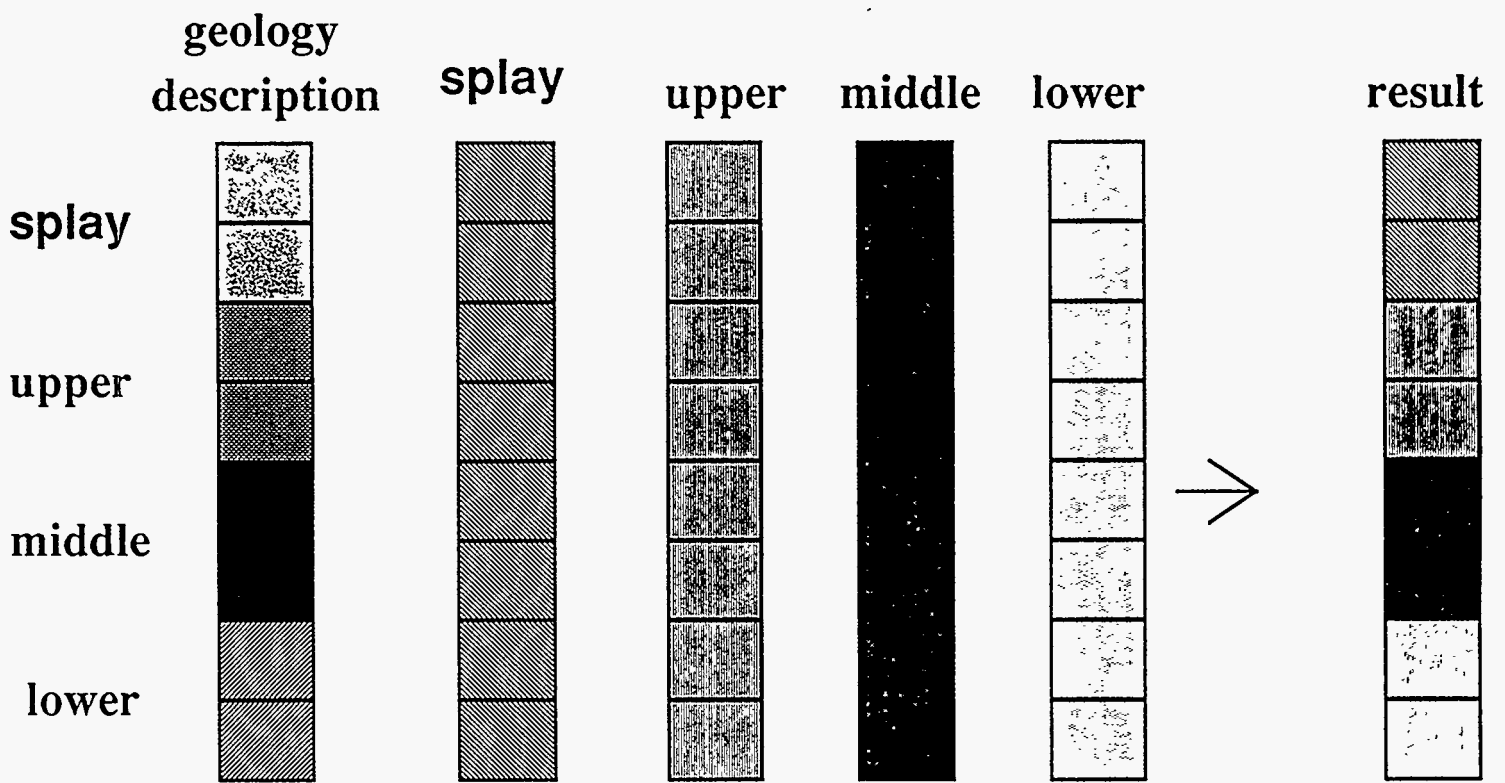 geology
description
splay
upper
middle
lower
result
splay
upper
middle
lower